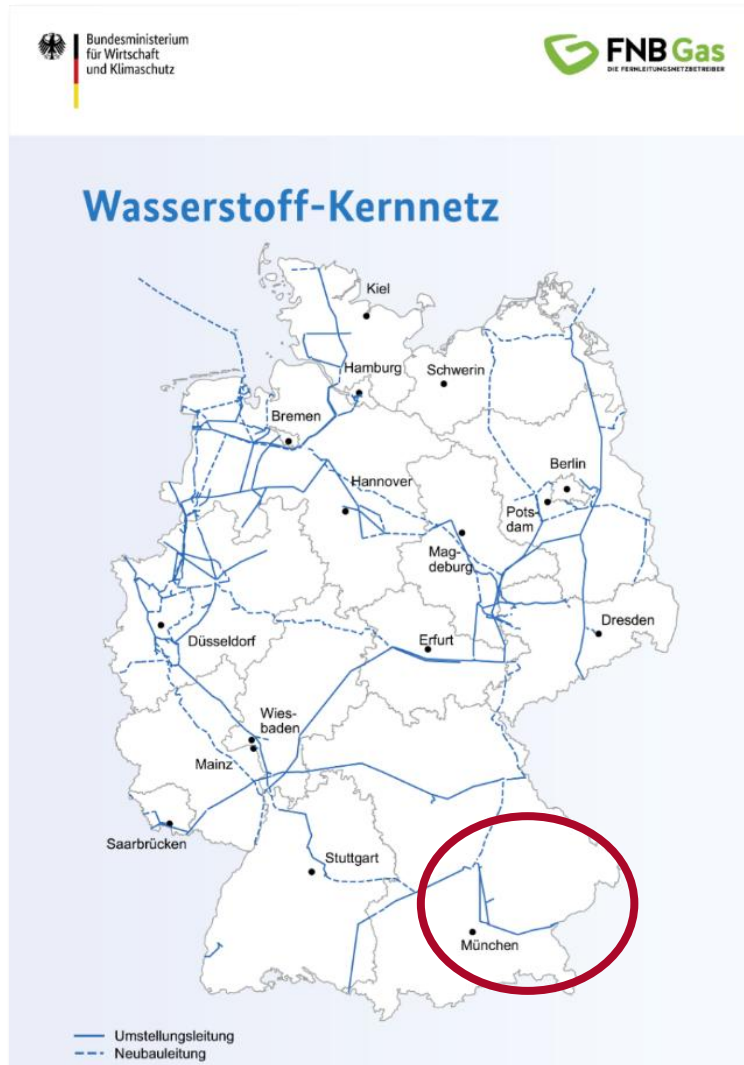 Bundesministerium
für Wirtschaft
und Klimaschutz
FNB Gas
DIE FERNLEITUNGSNETZBETREIBER
Wasserstoff-Kernnetz
Kiel
Hamburg
Schwerin
Bremen
Berlin
Hannover
Pots-
dam
Mag-
deburg
Düsseldorf
Erfurt
Dresden
Wies-
baden
Mainz
Saarbrücken
Stuttgart
München
Umstellungsleitung
Neubauleitung